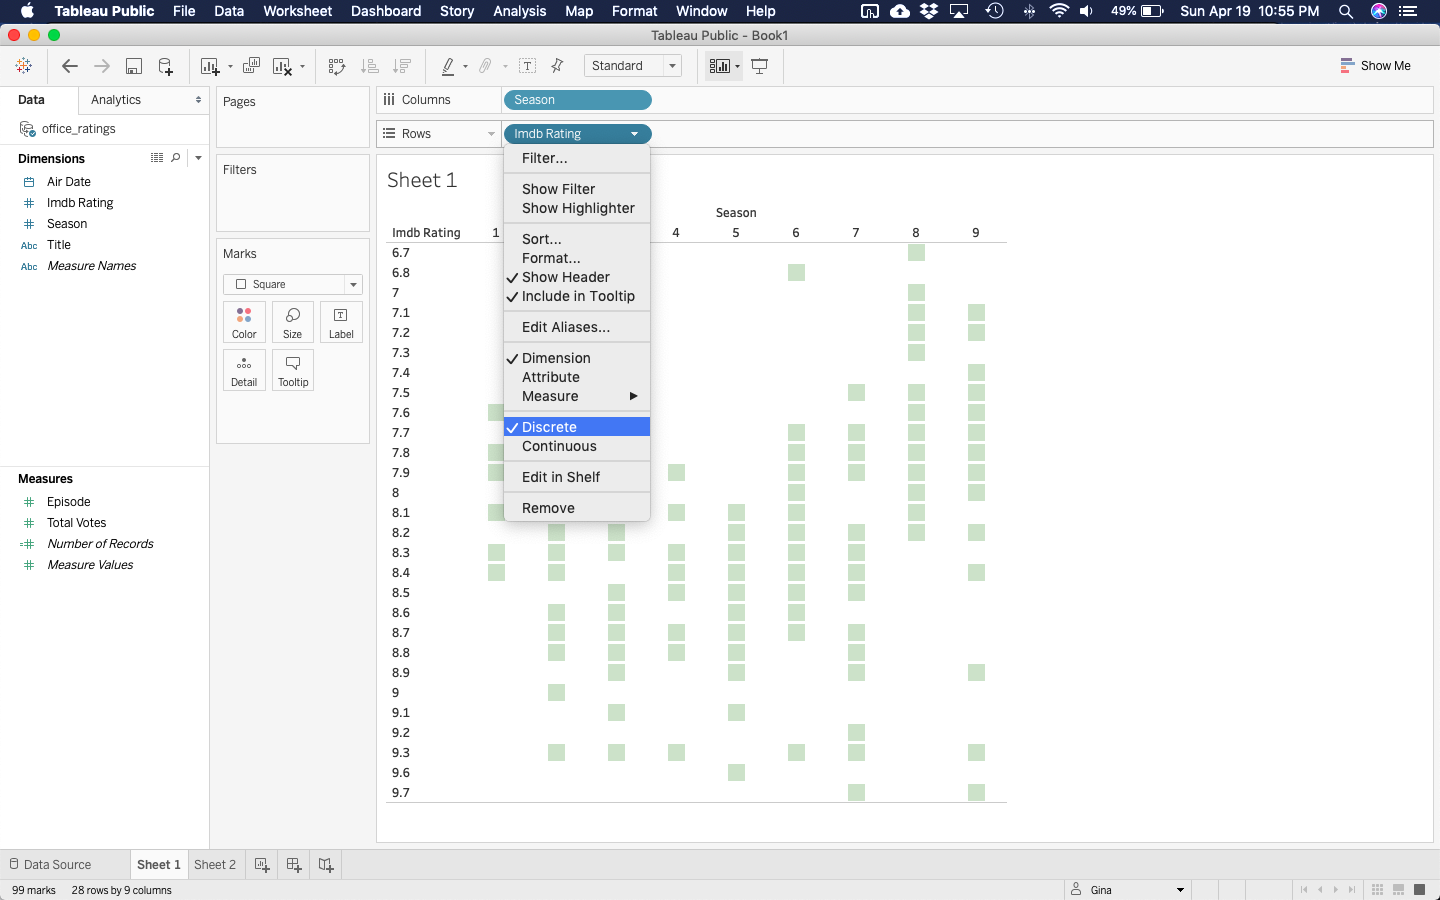 Tableau Public File Data Worksheet Dashboard Story Analysis Map Format Window Help 49% Sun Apr 19 10:55 PM
Tableau Public - Book1
Standard Show Me
Data Analytics Pages Columns Season
office_ratings Rows Imdb Rating
Dimensions
Air Date
Imdb Rating
Season
Abc Title
Abc Measure Names
Measures
Episode
Total Votes
Number of Records
Measure Values
Filters
Marks
Square
Color Size Label
Detail Tooltip
Filter...
Show Filter
Show Highlighter
Sort...
Format...
Show Header
Include in Tooltip
Edit Aliases...
Dimension
Attribute
Measure
Discrete
Continuous
Edit in Shelf
Remove
Sheet 1
Season
Imdb Rating 1 4 5 6 7 8 9
6.7
6.8
7
7.1
7.2
7.3
7.4
7.5
7.6
7.7
7.8
7.9
8
8.1
8.2
8.3
8.4
8.5
8.6
8.7
8.8
8.9
9
9.1
9.2
9.3
9.6
9.7
Data Source Sheet 1 Sheet 2
99 marks 28 rows by 9 columns Gina